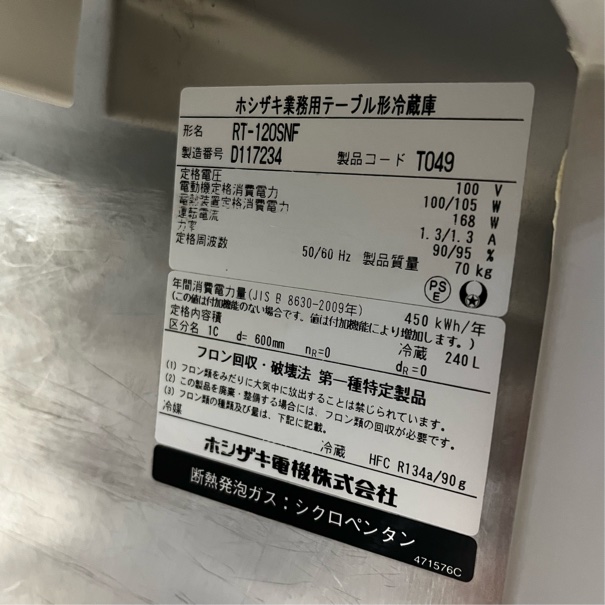 ホシザキ業務用テーブル形冷蔵庫
形名 RT-120SNF
製造番号 D117234 製品コード T049
定格電圧 100 V
電動機定格消費電力 100/105 W
電熱装置定格消費電力 168 W
運転電流 1.3/1.3 A
力率 90/95 %
定格周波数 50/60 Hz 製品質量 70 kg
PS
E
年間消費電力量(JIS B 8630-2009年) 450 kWh/年
(この値は付加機能のない場合です。値は付加機能により増加します。)
定格内容積 冷蔵 240 L
区分名 1C d= 600mm nR=0 dR=0
フロン回収・破壊法 第一種特定製品
(1) フロン類をみだりに大気中に放出することは禁じられています。
(2) この製品を廃棄・整備する場合には、フロン類の回収が必要です。
(3) フロン類の種類及び量は、下記に記載。
冷媒 冷蔵 HFC R134a/90g
ホシザキ電機株式会社
断熱発泡ガス:シクロペンタン
471576C